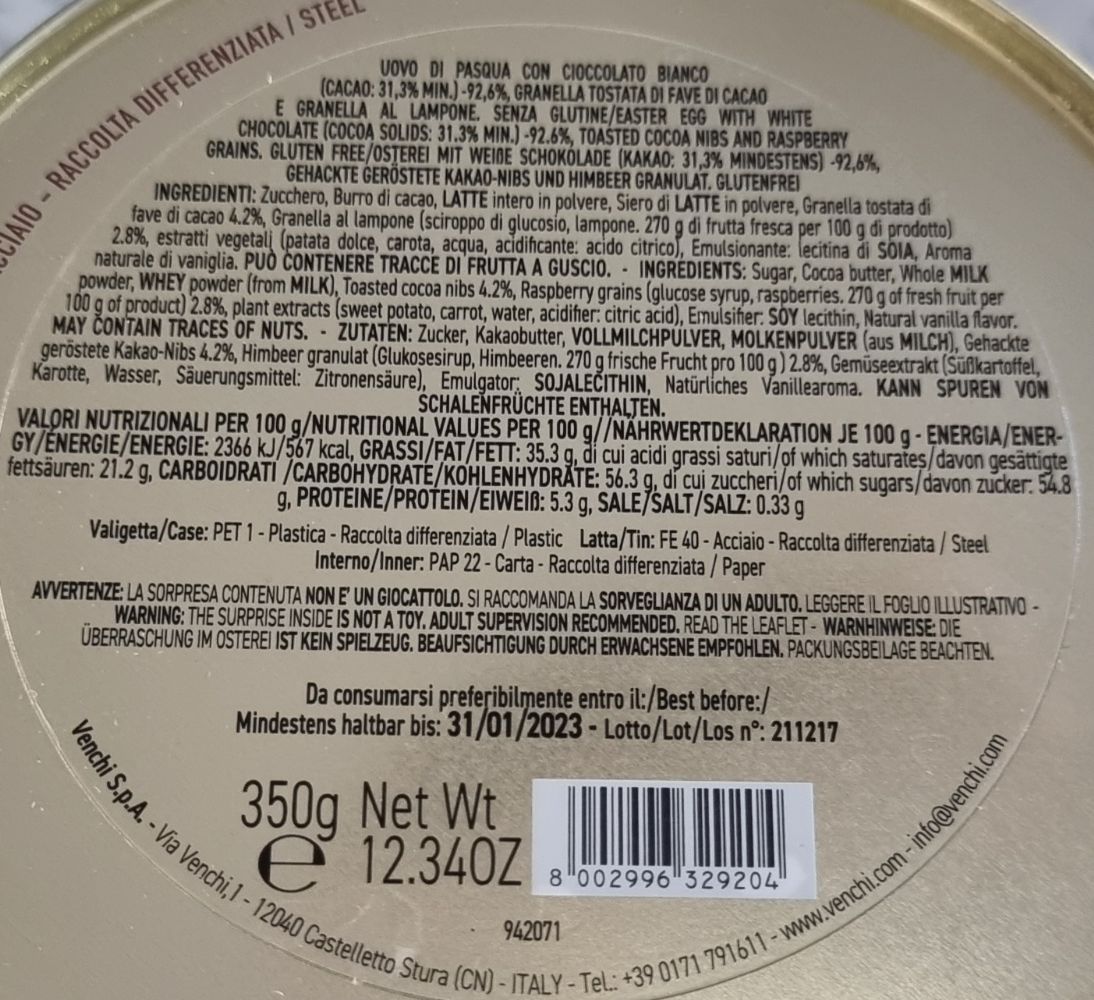 CIAIO - RACCOLTA DIFFERENZIATA / STEEL
UOVO DI PASQUA CON CIOCCOLATO BIANCO
(CACAO: 31,3% MIN.) -92,6%, GRANELLA TOSTATA DI FAVE DI CACAO
E GRANELLA AL LAMPONE. SENZA GLUTINE/EASTER EGG WITH WHITE
CHOCOLATE (COCOA SOLIDS: 31.3% MIN.) -92.6%, TOASTED COCOA NIBS AND RASPBERRY
GRAINS. GLUTEN FREE/OSTEREI MIT WEIßE SCHOKOLADE (KAKAO: 31,3% MINDESTENS) -92,6%,
GEHACKTE GERÖSTETE KAKAO-NIBS UND HIMBEER GRANULAT. GLUTENFREI
INGREDIENTI: Zucchero, Burro di cacao, LATTE intero in polvere, Siero di LATTE in polvere, Granella tostata di
fave di cacao 4.2%, Granella al lampone (sciroppo di glucosio, lampone. 270 g di frutta fresca per 100 g di prodotto)
2.8%, estratti vegetali (patata dolce, carota, acqua, acidificante: acido citrico), Emulsionante: lecitina di SOIA, Aroma
naturale di vaniglia. PUÒ CONTENERE TRACCE DI FRUTTA A GUSCIO. - INGREDIENTS: Sugar, Cocoa butter, Whole MILK
powder, WHEY powder (from MILK), Toasted cocoa nibs 4.2%, Raspberry grains (glucose syrup, raspberries. 270 g of fresh fruit per
100 g of product) 2.8%, plant extracts (sweet potato, carrot, water, acidifier: citric acid), Emulsifier: SOY lecithin, Natural vanilla flavor.
MAY CONTAIN TRACES OF NUTS. - ZUTATEN: Zucker, Kakaobutter, VOLLMILCHPULVER, MOLKENPULVER (aus MILCH), Gehackte
geröstete Kakao-Nibs 4.2%, Himbeer granulat (Glukosesirup, Himbeeren. 270 g frische Frucht pro 100 g ) 2.8%, Gemüseextrakt (Süßkartoffel,
Karotte, Wasser, Säuerungsmittel: Zitronensäure), Emulgator: SOJALECITHIN, Natürliches Vanillearoma. KANN SPUREN VON
SCHALENFRÜCHTE ENTHALTEN.
VALORI NUTRIZIONALI PER 100 g/NUTRITIONAL VALUES PER 100 g//NÄHRWERTDEKLARATION JE 100 g - ENERGIA/ENER-
GY/ÉNERGIE/ENERGIE: 2366 kJ/567 kcal, GRASSI/FAT/FETT: 35.3 g, di cui acidi grassi saturi/of which saturates/davon gesättigte
fettsäuren: 21.2 g, CARBOIDRATI /CARBOHYDRATE/KOHLENHYDRATE: 56.3 g, di cui zuccheri/of which sugars/davon zucker: 54.8
g, PROTEINE/PROTEIN/EIWEIß: 5.3 g, SALE/SALT/SALZ: 0.33 g
Valigetta/Case: PET 1 - Plastica - Raccolta differenziata / Plastic Latta/Tin: FE 40 - Acciaio - Raccolta differenziata / Steel
Interno/Inner: PAP 22 - Carta - Raccolta differenziata / Paper
AVVERTENZE: LA SORPRESA CONTENUTA NON E' UN GIOCATTOLO. SI RACCOMANDA LA SORVEGLIANZA DI UN ADULTO. LEGGERE IL FOGLIO ILLUSTRATIVO -
WARNING: THE SURPRISE INSIDE IS NOT A TOY. ADULT SUPERVISION RECOMMENDED. READ THE LEAFLET - WARNHINWEISE: DIE
ÜBERRASCHUNG IM OSTEREI IST KEIN SPIELZEUG. BEAUFSICHTIGUNG DURCH ERWACHSENE EMPFOHLEN. PACKUNGSBEILAGE BEACHTEN.
Da consumarsi preferibilmente entro il:/Best before:/
Mindestens haltbar bis: 31/01/2023 - Lotto/Lot/Los n°: 211217
350g Net Wt
e 12.34OZ
8 002996 329204
942071
Venchi S.p.A. - Via Venchi, 1 - 12040 Castelletto Stura (CN) - ITALY - Tel.: +39 0171 791611 - www.venchi.com - info@venchi.com